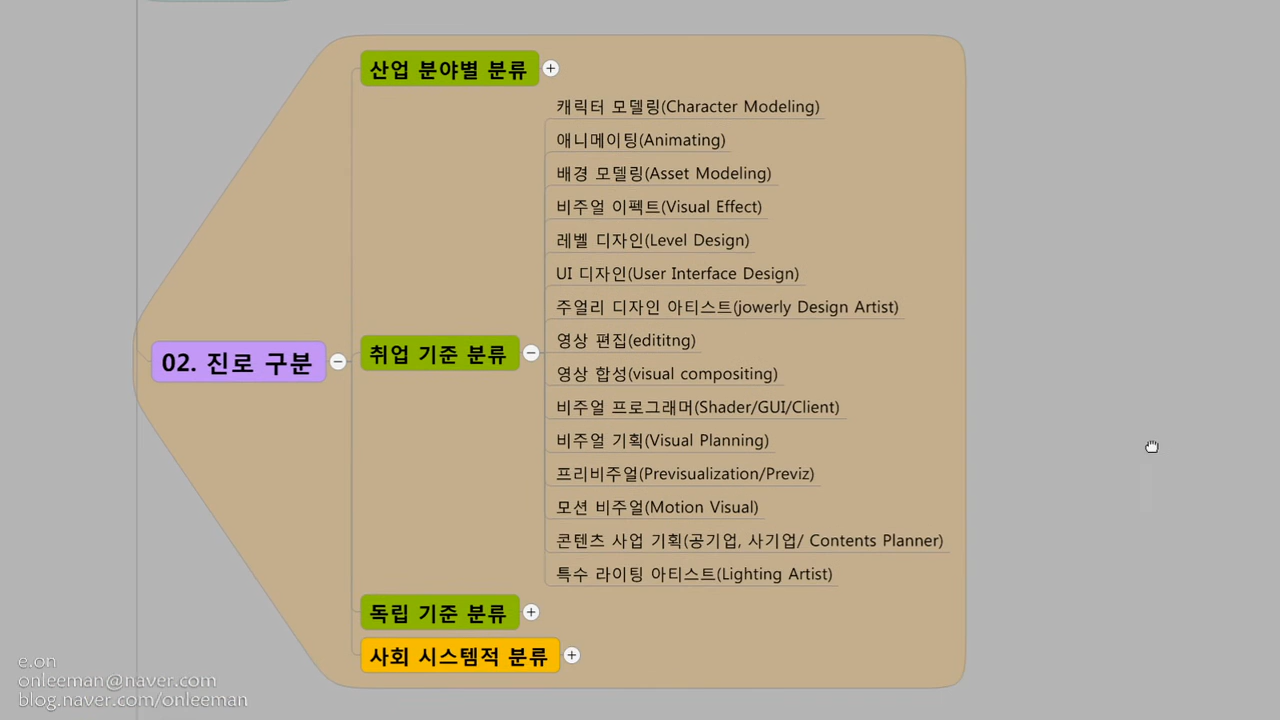 산업 분야별 분류
캐릭터 모델링(Character Modeling)
애니메이팅(Animating)
배경 모델링(Asset Modeling)
비주얼 이펙트(Visual Effect)
레벨 디자인(Level Design)
UI 디자인(User Interface Design)
주얼리 디자인 아티스트(jowerly Design Artist)
영상 편집(edititng)
영상 합성(visual compositing)
비주얼 프로그래머(Shader/GUI/Client)
비주얼 기획(Visual Planning)
프리비주얼(Previsualization/Previz)
모션 비주얼(Motion Visual)
콘텐츠 사업 기획(공기업, 사기업/ Contents Planner)
특수 라이팅 아티스트(Lighting Artist)
취업 기준 분류
02. 진로 구분
독립 기준 분류
사회 시스템적 분류
e.on
onleeman@naver.com
blog.naver.com/onleeman